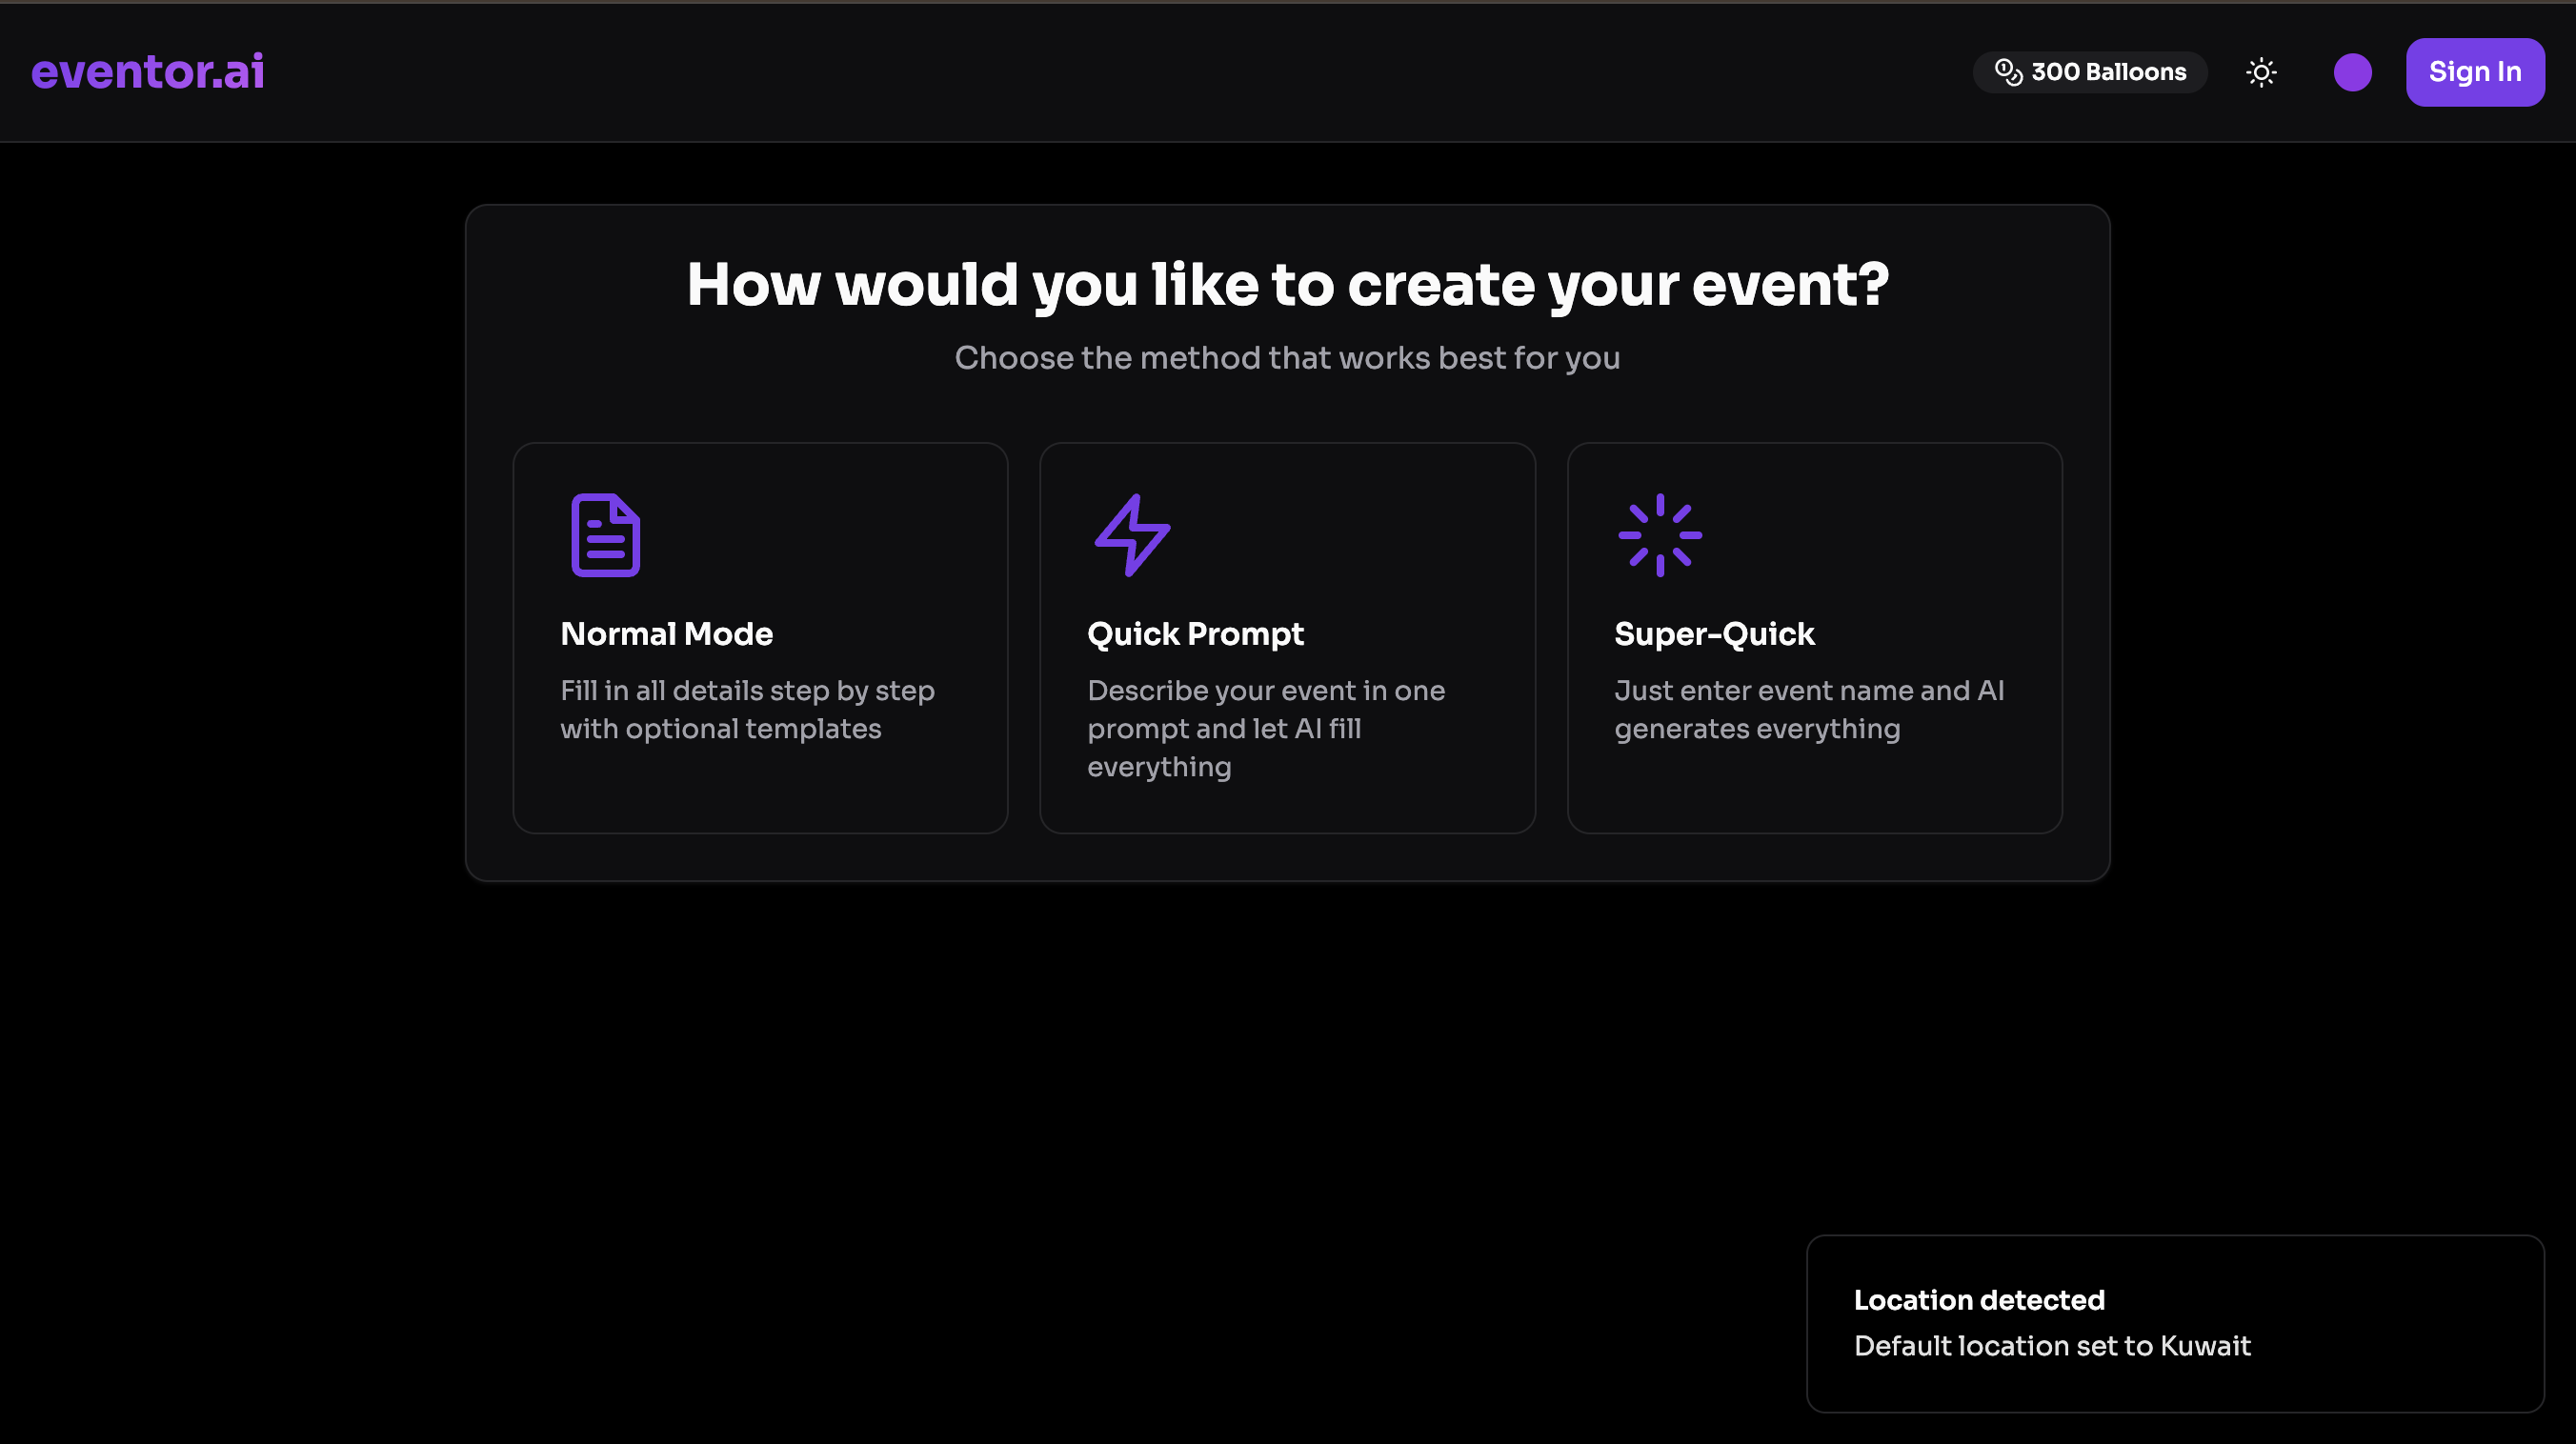 eventor.ai
300 Balloons
Sign In
How would you like to create your event?
Choose the method that works best for you
Normal Mode
Fill in all details step by step
with optional templates
Quick Prompt
Describe your event in one
prompt and let AI fill
everything
Super-Quick
Just enter event name and AI
generates everything
Location detected
Default location set to Kuwait